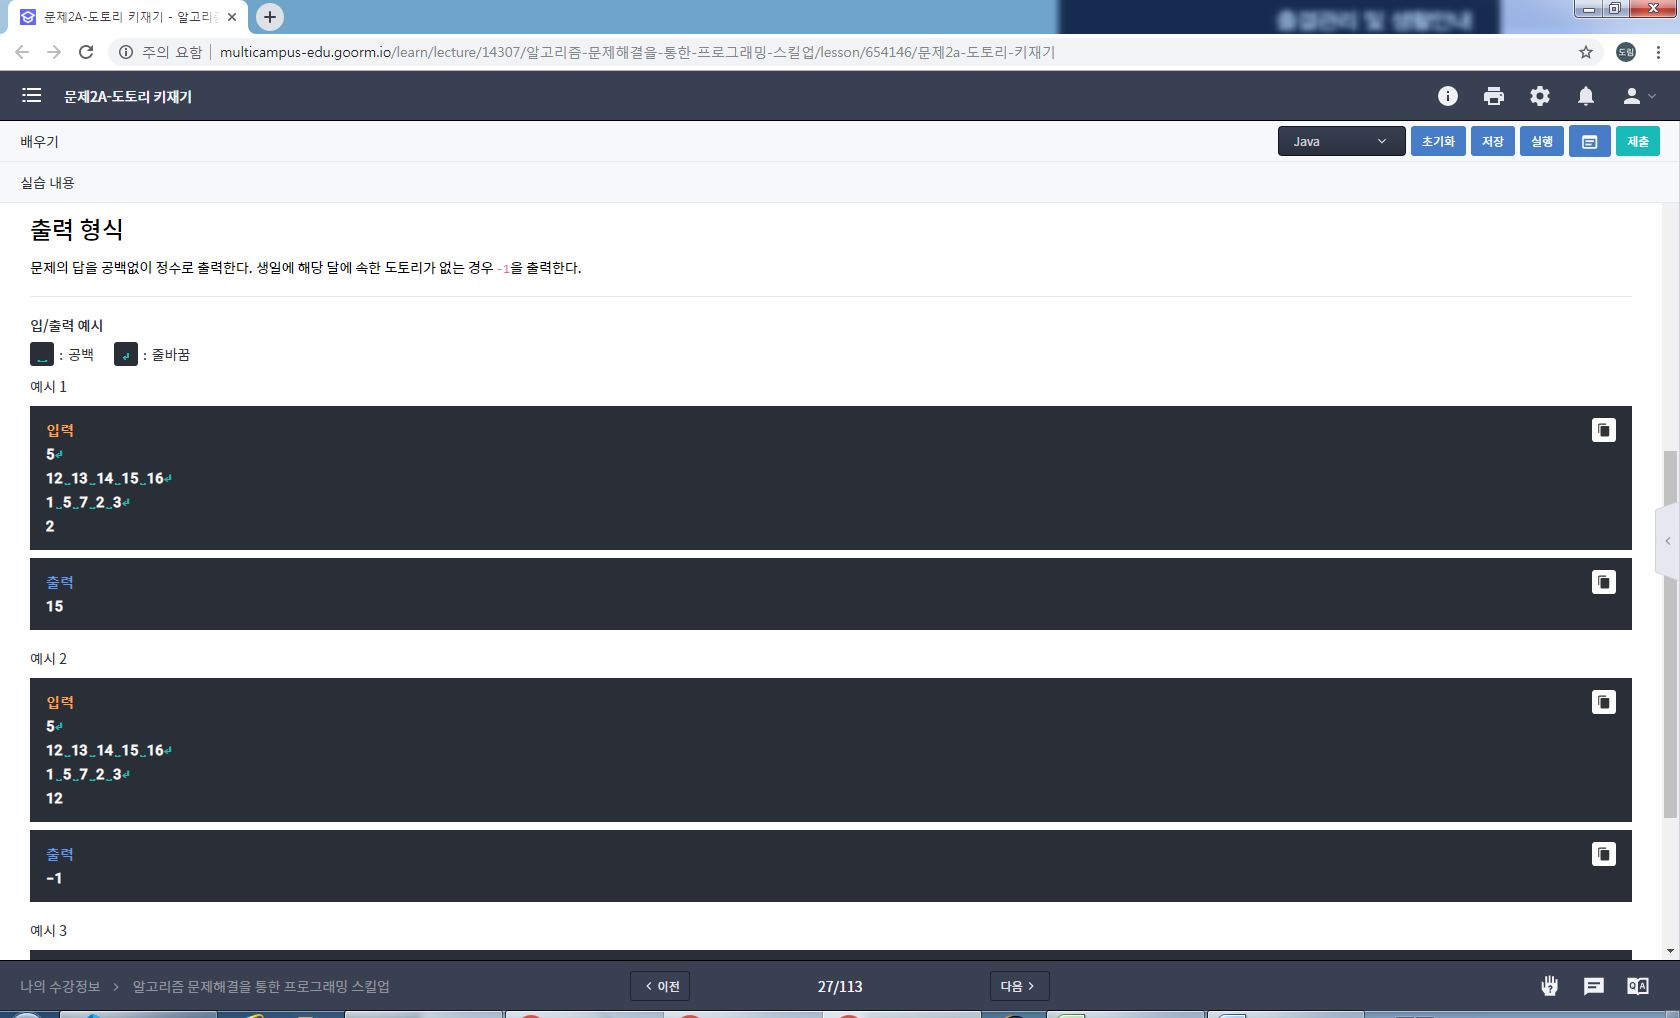 문제2A-도토리 키재기 - 알고리
출결관리 및 생활안내
주의 요함 multicampus-edu.goorm.io/learn/lecture/14307/알고리즘-문제해결을-통한-프로그래밍-스킬업/lesson/654146/문제2a-도토리-키재기
도림
문제2A-도토리 키재기
배우기
Java 초기화 저장 실행 제출
실습 내용
출력 형식
문제의 답을 공백없이 정수로 출력한다. 생일에 해당 달에 속한 도토리가 없는 경우 -1을 출력한다.
입/출력 예시
␣ : 공백 ↵ : 줄바꿈
예시 1
입력
5↵
12␣13␣14␣15␣16↵
1␣5␣7␣2␣3↵
2
출력
15
예시 2
입력
5↵
12␣13␣14␣15␣16↵
1␣5␣7␣2␣3↵
12
출력
-1
예시 3
나의 수강정보 > 알고리즘 문제해결을 통한 프로그래밍 스킬업
< 이전 27/113 다음 >
Q A